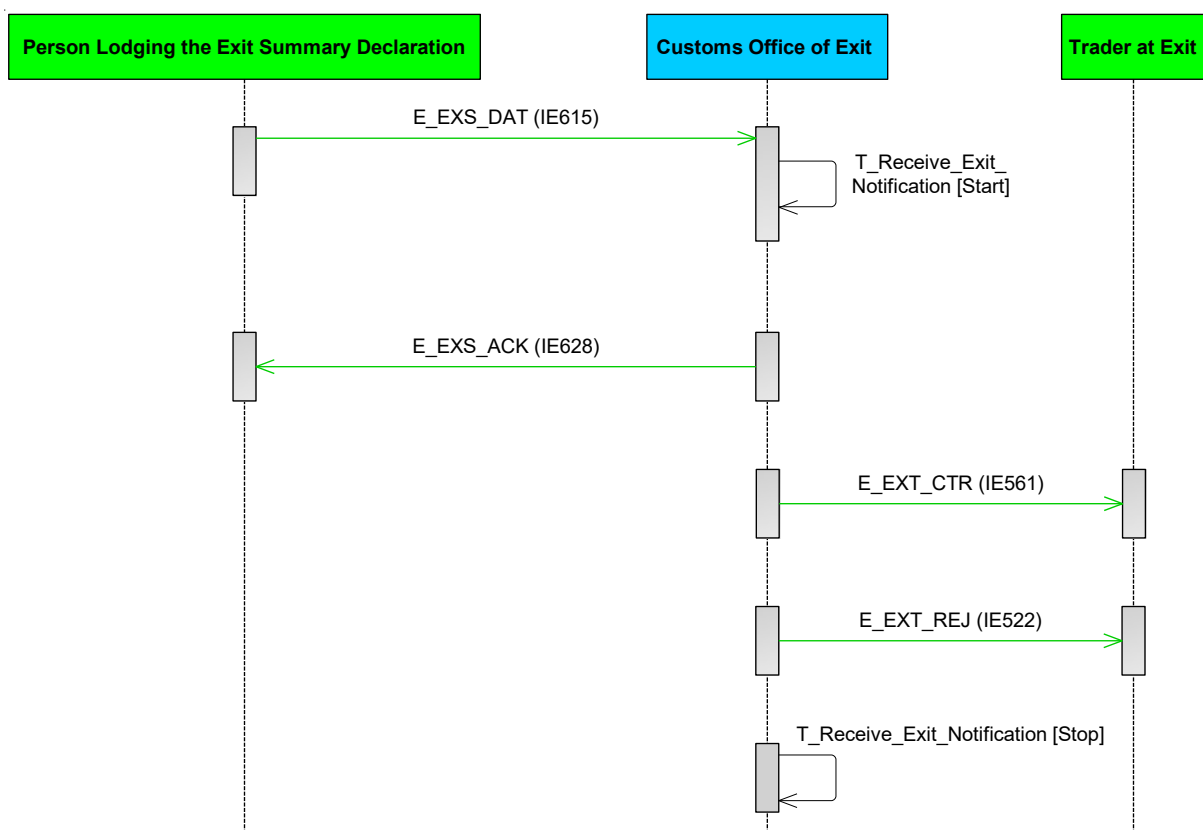 Person Lodging the Exit Summary Declaration
Customs Office of Exit
Trader at Exit
E_EXS_DAT (IE615)
T_Receive_Exit_
Notification [Start]
E_EXS_ACK (IE628)
E_EXT_CTR (IE561)
E_EXT_REJ (IE522)
T_Receive_Exit_Notification [Stop]